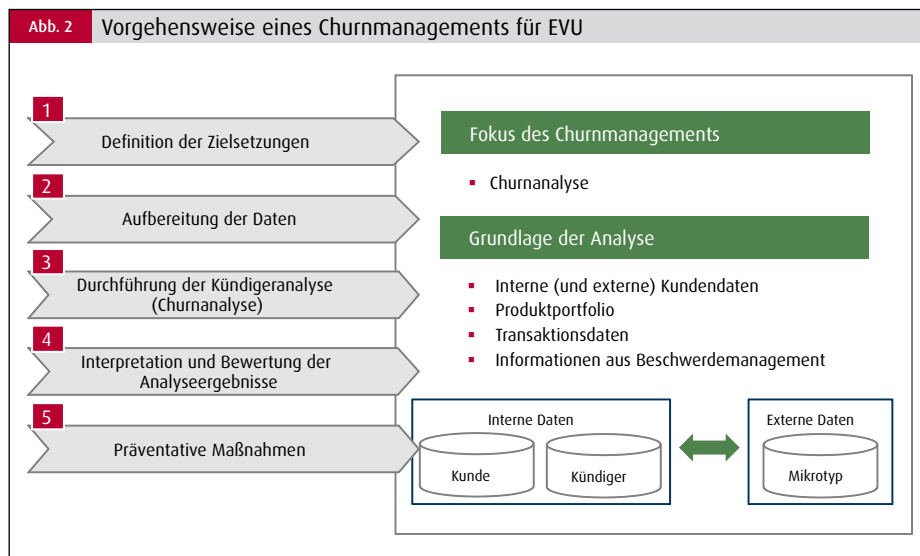 Abb. 2 Vorgehensweise eines Churnmanagements für EVU
1
Definition der Zielsetzungen
2
Aufbereitung der Daten
3
Durchführung der Kündigeranalyse
(Churnanalyse)
4
Interpretation und Bewertung der
Analyseergebnisse
5
Präventative Maßnahmen
Fokus des Churnmanagements
▪ Churnanalyse
Grundlage der Analyse
▪ Interne (und externe) Kundendaten
▪ Produktportfolio
▪ Transaktionsdaten
▪ Informationen aus Beschwerdemanagement
Interne Daten
Kunde
Kündiger
Externe Daten
Mikrotyp